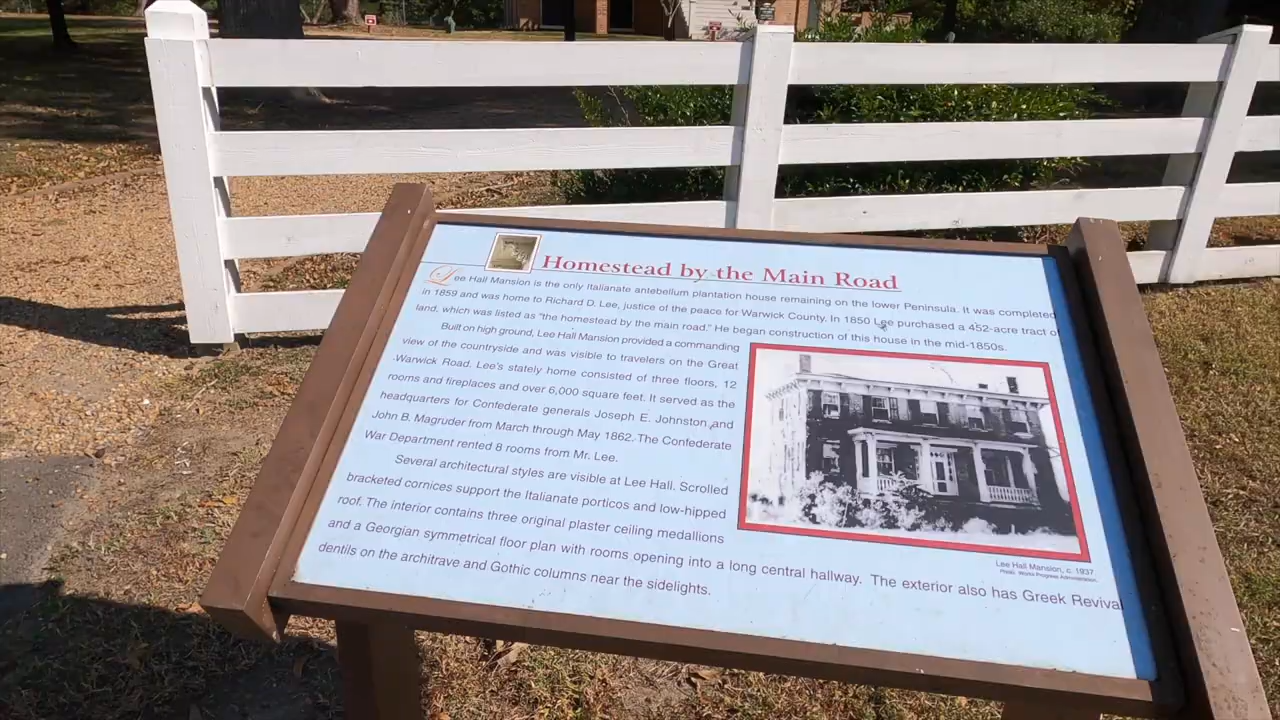 Homestead by the Main Road
Lee Hall Mansion is the only Italianate antebellum plantation house remaining on the lower Peninsula. It was completed
in 1859 and was home to Richard D. Lee, justice of the peace for Warwick County. In 1850 Lee purchased a 452-acre tract of
land, which was listed as "the homestead by the main road." He began construction of this house in the mid-1850s.
Built on high ground, Lee Hall Mansion provided a commanding
view of the countryside and was visible to travelers on the Great
Warwick Road. Lee's stately home consisted of three floors, 12
rooms and fireplaces and over 6,000 square feet. It served as the
headquarters for Confederate generals Joseph E. Johnston and
John B. Magruder from March through May 1862. The Confederate
War Department rented 8 rooms from Mr. Lee.
Several architectural styles are visible at Lee Hall. Scrolled
bracketed cornices support the Italianate porticos and low-hipped
roof. The interior contains three original plaster ceiling medallions
and a Georgian symmetrical floor plan with rooms opening into a long central hallway. The exterior also has Greek Revival
dentils on the architrave and Gothic columns near the sidelights.
Lee Hall Mansion, c. 1937
Photo: Works Progress Administration.